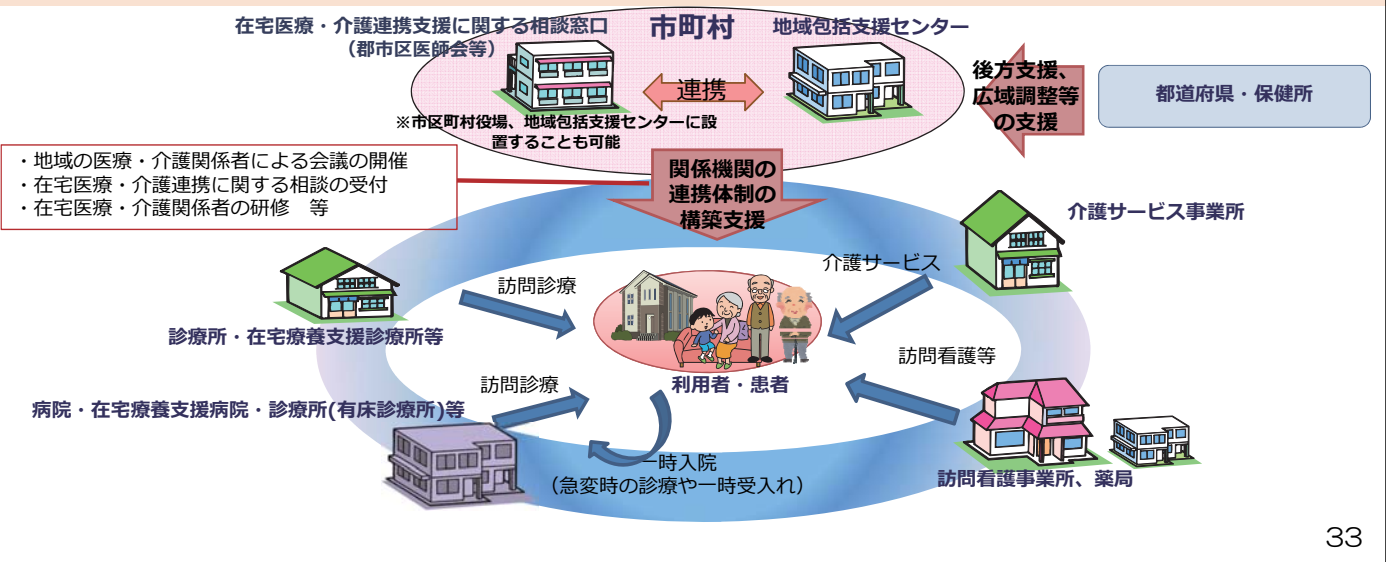 在宅医療・介護連携支援に関する相談窓口
（郡市区医師会等）
市町村
地域包括支援センター
連携
※市区町村役場、地域包括支援センターに設
置することも可能
後方支援、
広域調整等
の支援
都道府県・保健所
・地域の医療・介護関係者による会議の開催
・在宅医療・介護連携に関する相談の受付
・在宅医療・介護関係者の研修　等
関係機関の
連携体制の
構築支援
介護サービス事業所
介護サービス
訪問診療
診療所・在宅療養支援診療所等
訪問看護等
利用者・患者
訪問診療
病院・在宅療養支援病院・診療所(有床診療所)等
一時入院
（急変時の診療や一時受入れ）
訪問看護事業所、薬局
33